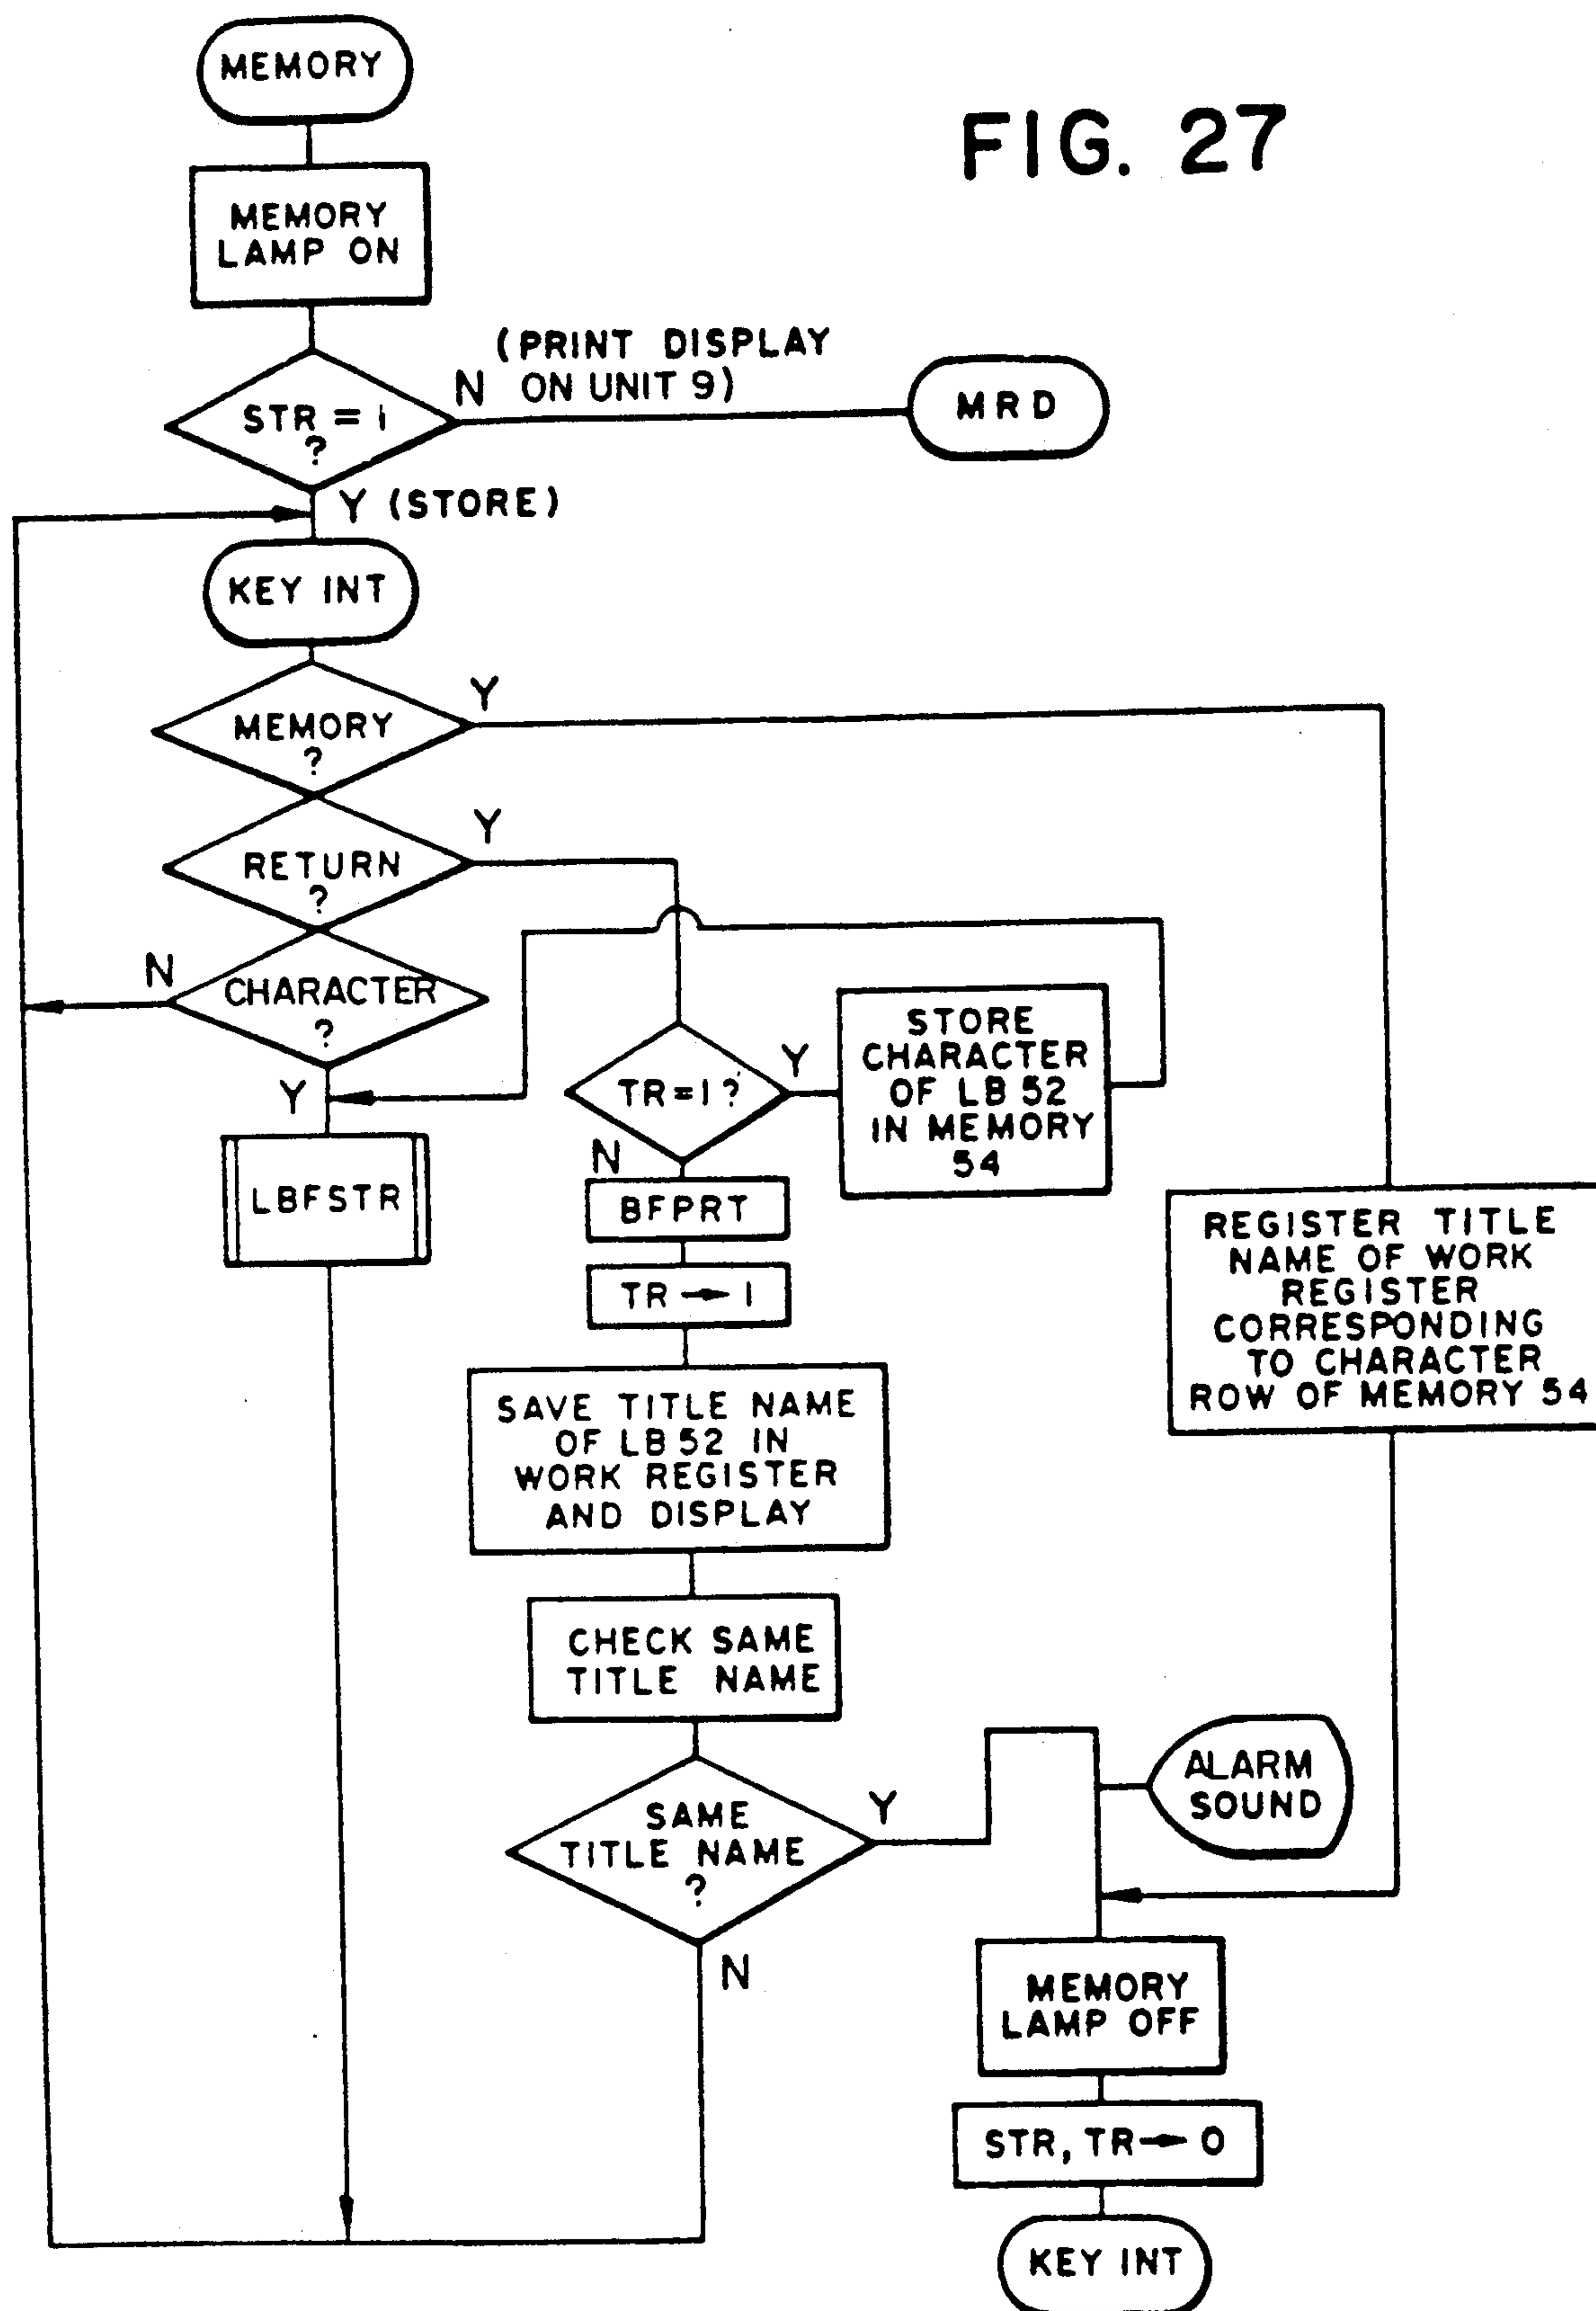 MEMORY
FIG. 27
MEMORY
LAMP ON
(PRINT DISPLAY
N ON UNIT 9)
STR = 1
?
MRD
Y (STORE)
KEY INT
Y
MEMORY
?
Y
RETURN
?
N
CHARACTER
?
Y
TR=1?
Y
STORE
CHARACTER
OF LB 52
IN MEMORY
54
N
LBFSTR
BFPRT
TR → 1
REGISTER TITLE
NAME OF WORK
REGISTER
CORRESPONDING
TO CHARACTER
ROW OF MEMORY 54
SAVE TITLE NAME
OF LB 52 IN
WORK REGISTER
AND DISPLAY
CHECK SAME
TITLE NAME
SAME
TITLE NAME
?
Y
ALARM
SOUND
N
MEMORY
LAMP OFF
STR, TR → 0
KEY INT